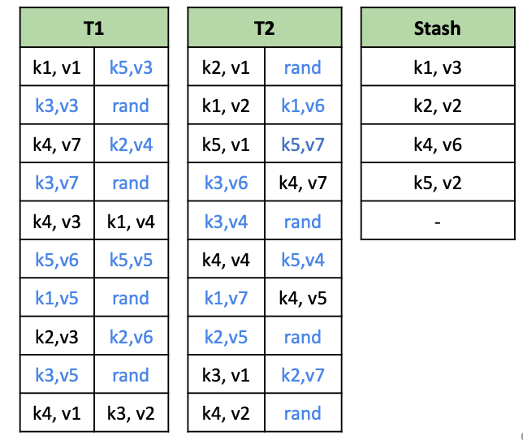 T1 T2 Stash
k1, v1 k5,v3 k2, v1 rand k1, v3
k3,v3 rand k1, v2 k1,v6 k2, v2
k4, v7 k2,v4 k5, v1 k5,v7 k4, v6
k3,v7 rand k3,v6 k4, v7 k5, v2
k4, v3 k1, v4 k3,v4 rand -
k5,v6 k5,v5 k4, v4 k5,v4
k1,v5 rand k1,v7 k4, v5
k2,v3 k2,v6 k2,v5 rand
k3,v5 rand k3, v1 k2,v7
k4, v1 k3, v2 k4, v2 rand